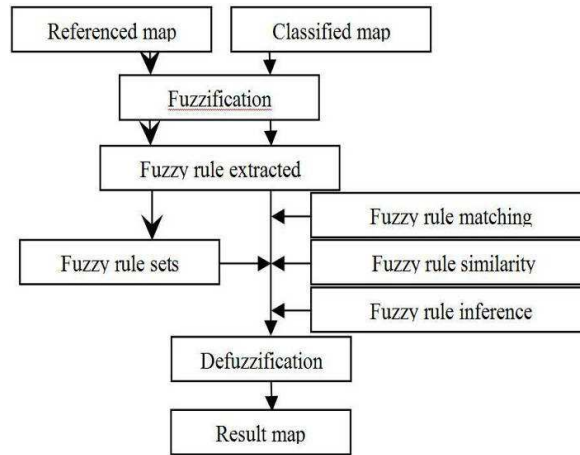 Referenced map
Classified map
Fuzzification
Fuzzy rule extracted
Fuzzy rule matching
Fuzzy rule sets
Fuzzy rule similarity
Fuzzy rule inference
Defuzzification
Result map